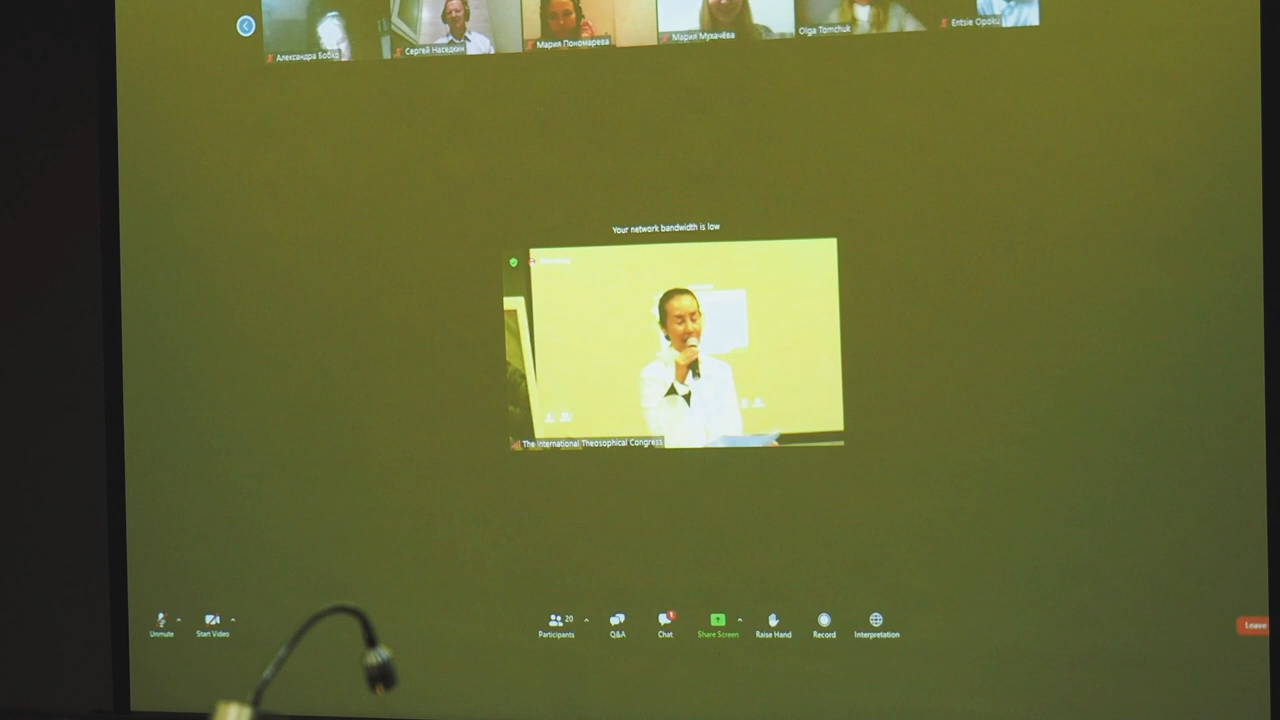 Александра Бобко
Сергей Наседкин
Мария Пономарева
Мария Мухачёва
Olga Tomchuk
Entsie Opoku
Your network bandwidth is low
The International Theosophical Congress
Unmute
Start Video
20
Participants
Q&A
1
Chat
Share Screen
Raise Hand
Record
Interpretation
Leave